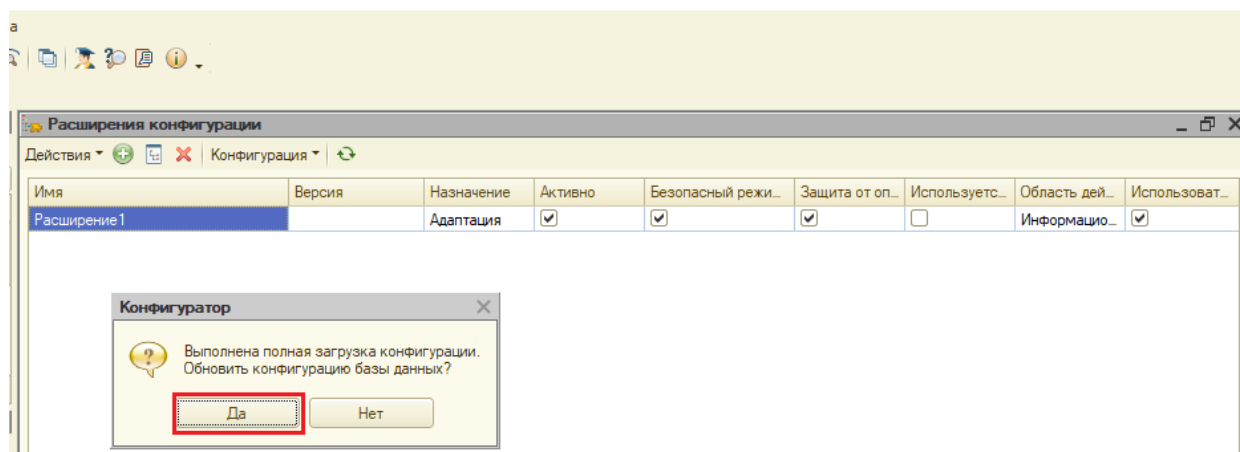 а
Расширения конфигурации
Действия Конфигурация
Имя Версия Назначение Активно Безопасный режи... Защита от оп... Используетс... Область дей... Использоват...
Расширение1 Адаптация Информацио...
Конфигуратор
Выполнена полная загрузка конфигурации.
Обновить конфигурацию базы данных?
Да Нет